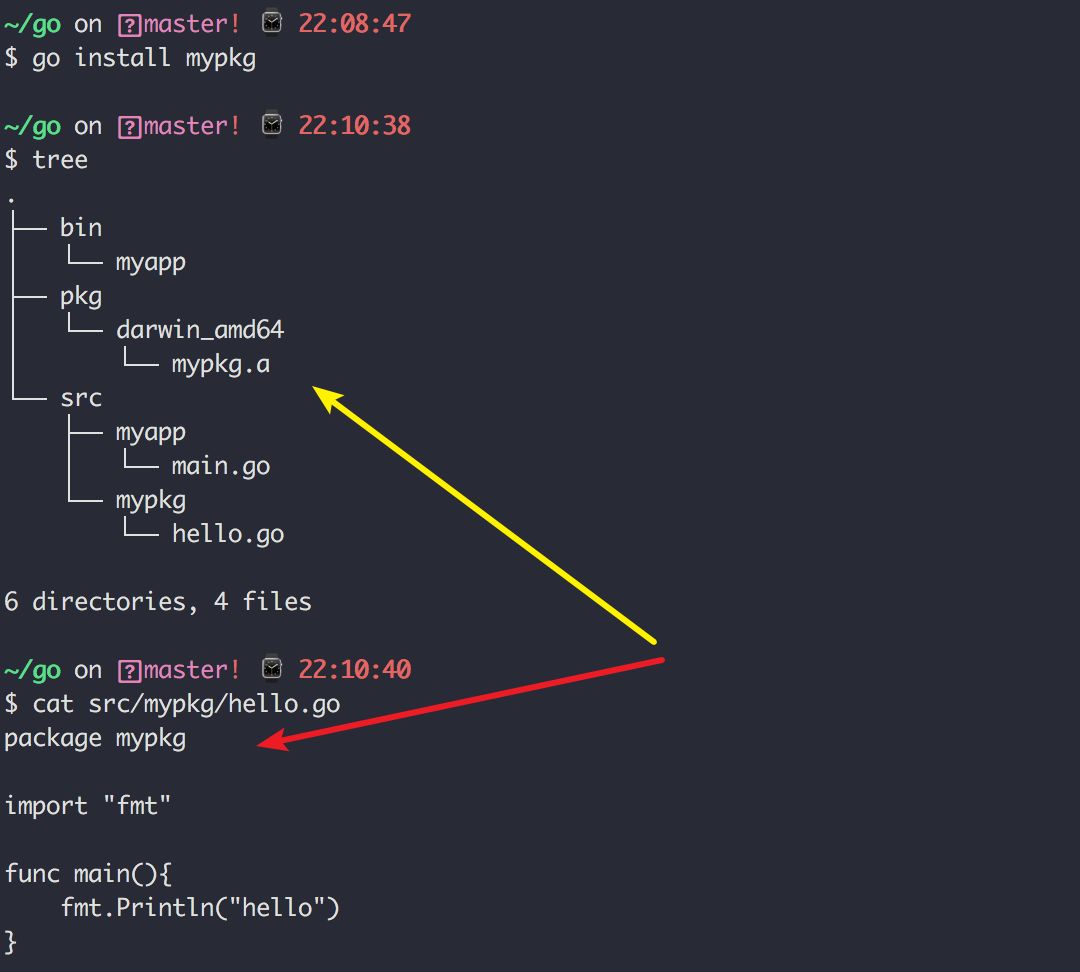 ~/go on ?master! ⌚ 22:08:47
$ go install mypkg
~/go on ?master! ⌚ 22:10:38
$ tree
.
├── bin
│   └── myapp
├── pkg
│   └── darwin_amd64
│       └── mypkg.a
└── src
    ├── myapp
    │   └── main.go
    └── mypkg
        └── hello.go
6 directories, 4 files
~/go on ?master! ⌚ 22:10:40
$ cat src/mypkg/hello.go
package mypkg
import "fmt"
func main(){
    fmt.Println("hello")
}